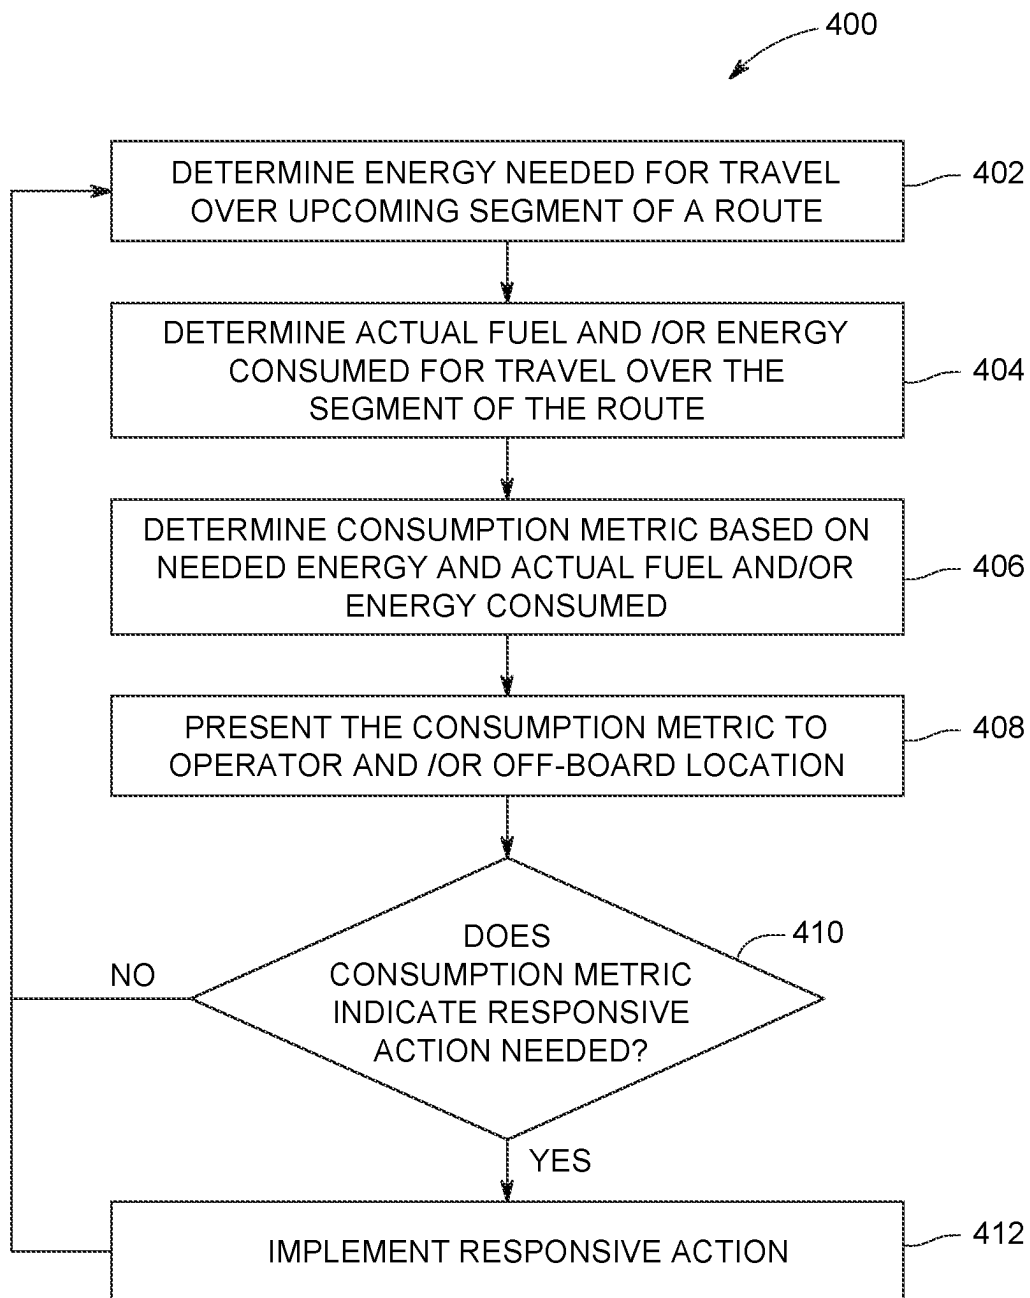 400
DETERMINE ENERGY NEEDED FOR TRAVEL
OVER UPCOMING SEGMENT OF A ROUTE
402
DETERMINE ACTUAL FUEL AND /OR ENERGY
CONSUMED FOR TRAVEL OVER THE
SEGMENT OF THE ROUTE
404
DETERMINE CONSUMPTION METRIC BASED ON
NEEDED ENERGY AND ACTUAL FUEL AND/OR
ENERGY CONSUMED
406
PRESENT THE CONSUMPTION METRIC TO
OPERATOR AND /OR OFF-BOARD LOCATION
408
DOES
CONSUMPTION METRIC
INDICATE RESPONSIVE
ACTION NEEDED?
410
NO
YES
IMPLEMENT RESPONSIVE ACTION
412